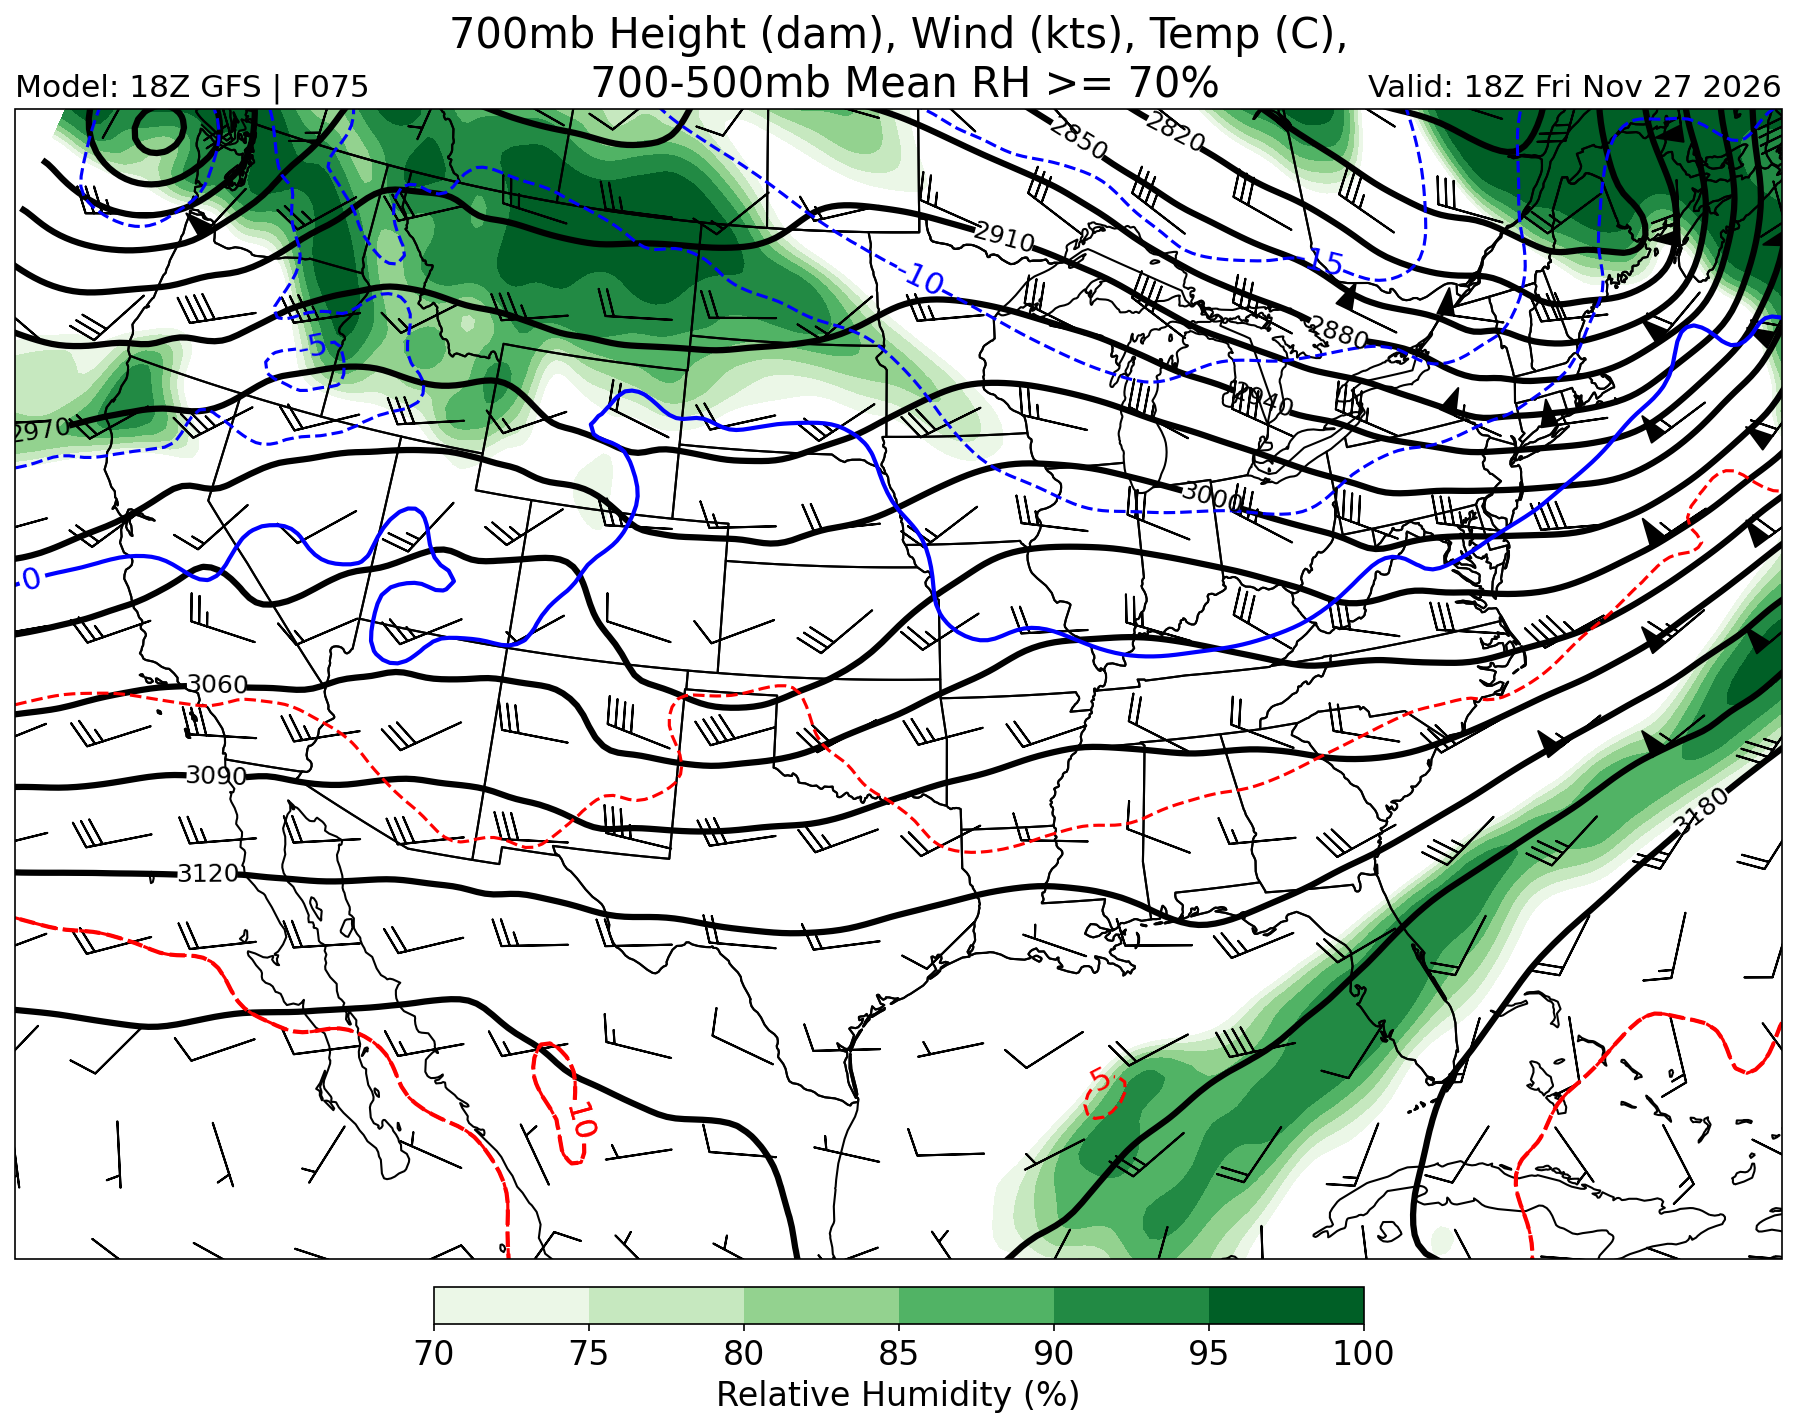 700mb Height (dam), Wind (kts), Temp (C),
Model: 18Z GFS | F075
700-500mb Mean RH >= 70%
Valid: 18Z Fri Nov 27 2026
2850
2820
2910
-15
-10
2880
-5
2940
2970
3000
0
3060
3090
3180
3120
5
10
70 75 80 85 90 95 100
Relative Humidity (%)